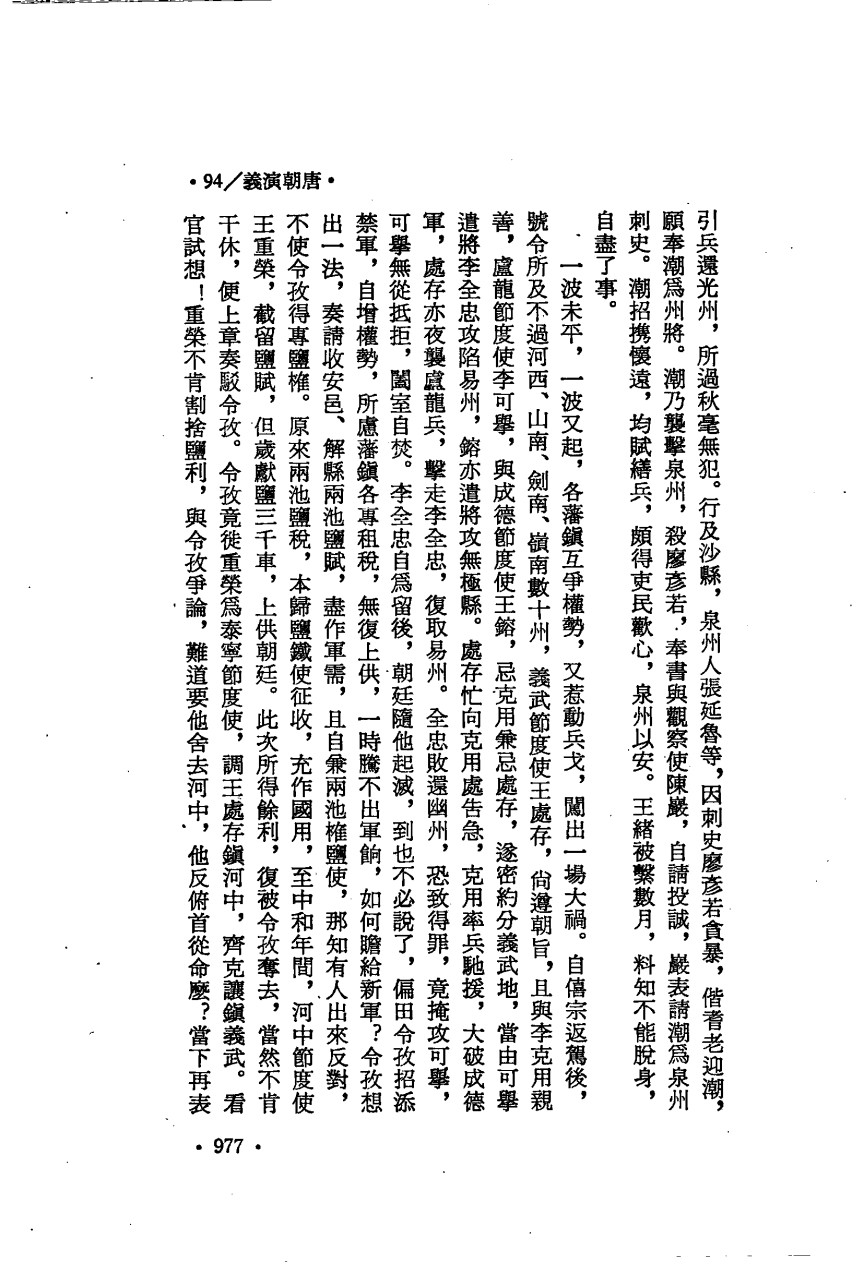 ·唐朝演義/94·
引兵還光州，所過秋毫無犯。行及沙縣，泉州人張延魯等，因刺史廖彥若貪暴，偕耆老迎潮，
願奉潮爲州將。潮乃襲擊泉州，殺廖彥若，奉書與觀察使陳巖，自請投誠，巖表請潮爲泉州
刺史。潮招携懷遠，均賦繕兵，頗得吏民歡心，泉州以安。王緒被繫數月，料知不能脫身，
自盡了事。
一波未平，一波又起，各藩鎭互爭權勢，又惹動兵戈，闖出一場大禍。自僖宗返駕後，
號令所及不過河西、山南、劍南、嶺南數十州，義武節度使王處存，尙遵朝旨，且與李克用親
善，盧龍節度使李可擧，與成德節度使王鎔，忌克用兼忌處存，遂密約分義武地，當由可擧
遣將李全忠攻陷易州，鎔亦遣將攻無極縣。處存忙向克用處告急，克用率兵馳援，大破成德
軍，處存亦夜襲盧龍兵，擊走李全忠，復取易州。全忠敗還幽州，恐致得罪，竟掩攻可擧，
可擧無從抵拒，闔室自焚。李全忠自爲留後，朝廷隨他起滅，到也不必說了，偏田令孜招添
禁軍，自增權勢，所慮藩鎭各專租稅，無復上供，一時騰不出軍餉，如何贍給新軍？令孜想
出一法，奏請收安邑、解縣兩池鹽賦，盡作軍需，且自兼兩池榷鹽使，那知有人出來反對，
不使令孜得專鹽榷。原來兩池鹽稅，本歸鹽鐵使征收，充作國用，至中和年間，河中節度使
王重榮，截留鹽賦，但歲獻鹽三千車，上供朝廷。此次所得餘利，復被令孜奪去，當然不肯
干休，便上章奏駁令孜。令孜竟徙重榮爲泰寧節度使，調王處存鎭河中，齊克讓鎭義武。看
官試想！重榮不肯割捨鹽利，與令孜爭論，難道要他舍去河中，他反俯首從命麼？當下再表
·977·